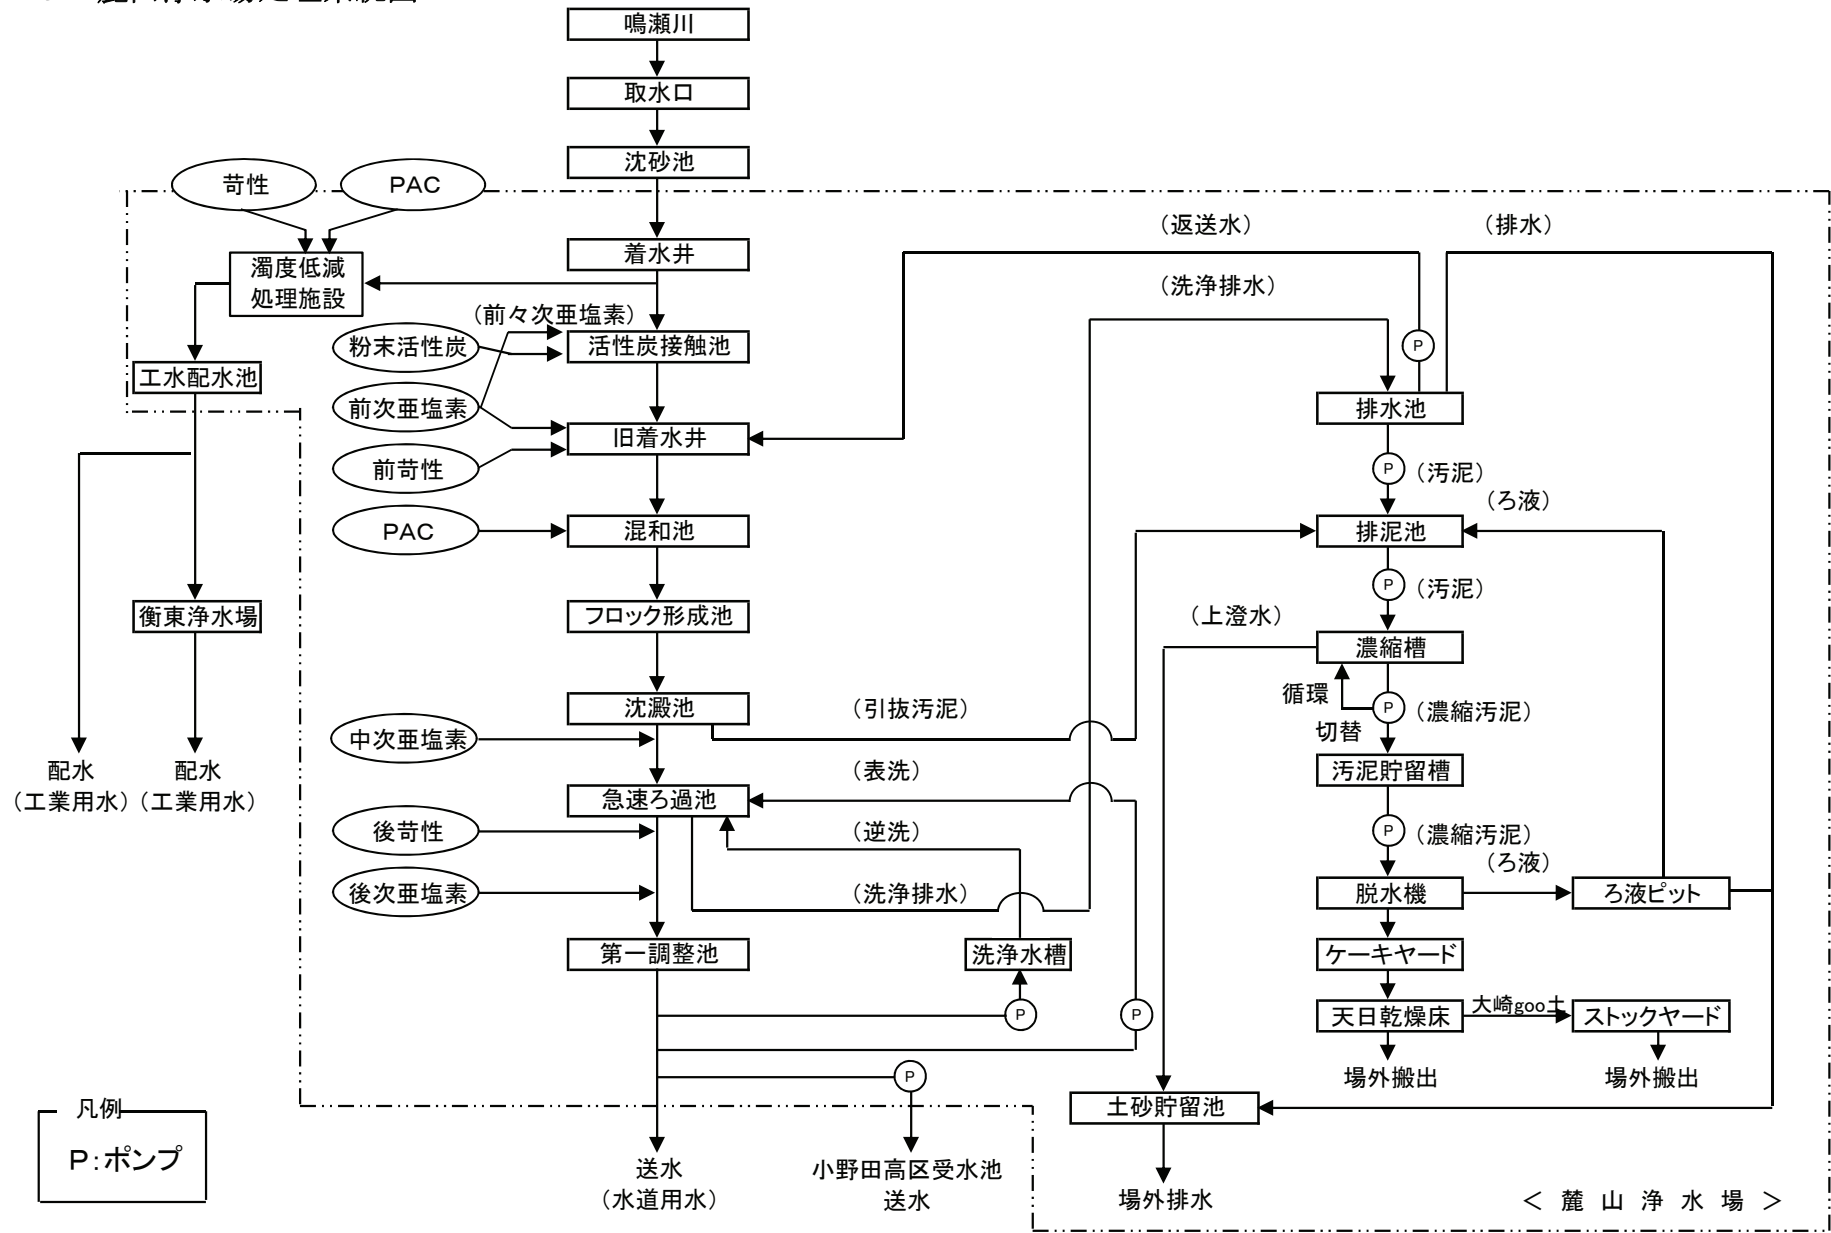 鳴瀬川
取水口
沈砂池
苛性
PAC
（返送水）
（排水）
着水井
濁度低減
処理施設
（洗浄排水）
（前々次亜塩素）
粉末活性炭
活性炭接触池
P
工水配水池
前次亜塩素
排水池
旧着水井
前苛性
P
（汚泥）
（ろ液）
PAC
混和池
排泥池
P
（汚泥）
衡東浄水場
フロック形成池
（上澄水）
濃縮槽
循環
沈澱池
（引抜汚泥）
P
（濃縮汚泥）
切替
中次亜塩素
配水
（工業用水）
配水
（工業用水）
（表洗）
汚泥貯留槽
急速ろ過池
後苛性
（逆洗）
P
（濃縮汚泥）
（ろ液）
後次亜塩素
（洗浄排水）
脱水機
ろ液ピット
第一調整池
洗浄水槽
ケーキヤード
P
P
天日乾燥床
大崎goo土
ストックヤード
P
場外搬出
場外搬出
凡例
P：ポンプ
土砂貯留池
送水
（水道用水）
小野田高区受水池
送水
場外排水
＜ 麓 山 浄 水 場 ＞